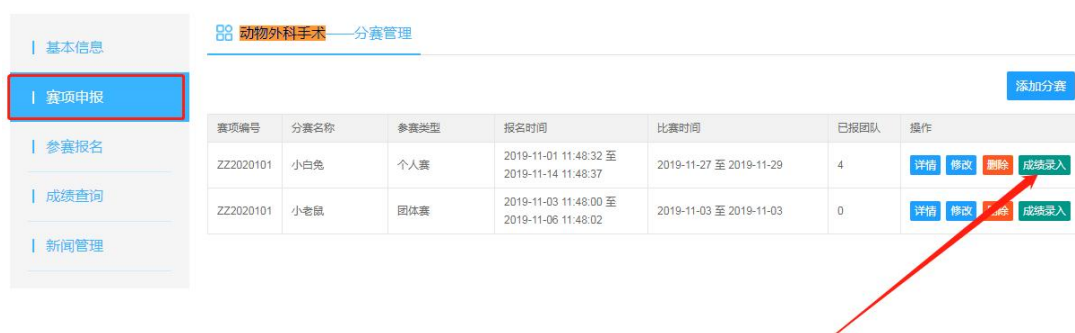 动物外科手术——分赛管理
基本信息
赛项申报
参赛报名
成绩查询
新闻管理
添加分赛
赛项编号 分赛名称 参赛类型 报名时间 比赛时间 已报团队 操作
ZZ2020101 小白兔 个人赛 2019-11-01 11:48:32 至 2019-11-27 至 2019-11-29 4 详情 修改 删除 成绩录入
2019-11-14 11:48:37
ZZ2020101 小老鼠 团体赛 2019-11-03 11:48:00 至 2019-11-03 至 2019-11-03 0 详情 修改 删除 成绩录入
2019-11-06 11:48:02